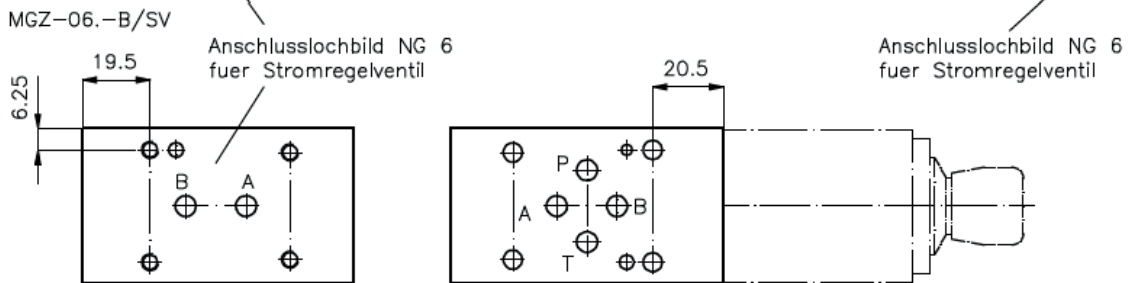 MGZ-06.-B/SV
Anschlusslochbild NG 6
fuer Stromregelventil
Anschlusslochbild NG 6
fuer Stromregelventil
19.5
20.5
6.25
P
B A
A B
T